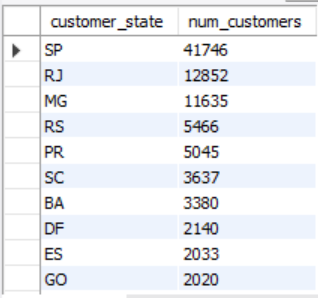 customer_state num_customers
SP 41746
RJ 12852
MG 11635
RS 5466
PR 5045
SC 3637
BA 3380
DF 2140
ES 2033
GO 2020